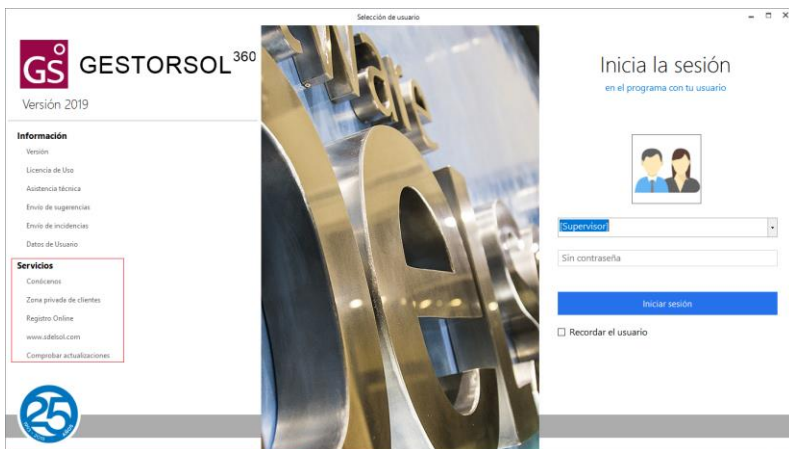 Selección de usuario
GS
GESTORSOL 360
Versión 2019
Información
Versión
Licencia de Uso
Asistencia técnica
Envío de sugerencias
Envío de incidencias
Datos de Usuario
Servicios
Conócenos
Zona privada de clientes
Registro Online
www.sdelsol.com
Comprobar actualizaciones
25
Inicia la sesión
en el programa con tu usuario
[Supervisor]
Sin contraseña
Iniciar sesión
Recordar el usuario